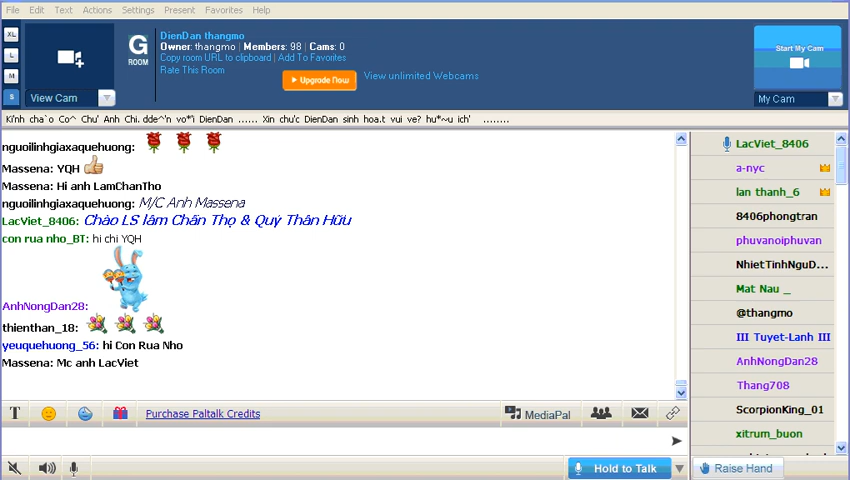 File Edit Text Actions Settings Present Favorites Help
XL
L
M
S
View Cam
G
ROOM
DienDan thangmo
Owner: thangmo | Members: 98 | Cams: 0
Copy room URL to clipboard | Add To Favorites
Rate This Room
Upgrade Now
View unlimited Webcams
Start My Cam
My Cam
Ki'nh cha`o Co^ Chu' Anh Chi. dde^'n vo*'i DienDan ...... Xin chu'c DienDan sinh hoa.t vui ve? hu*~u ich' ........
nguoilinhgiaxaquehuong:
Massena: YQH
Massena: Hi anh LamChanTho
nguoilinhgiaxaquehuong: M/C Anh Massena
LacViet_8406: Chào LS lâm Chấn Thọ & Quý Thân Hữu
con rua nho_BT: hi chi YQH
AnhNongDan28:
thienthan_18:
yeuquehuong_56: hi Con Rua Nho
Massena: Mc anh LacViet
LacViet_8406
a-nyc
lan thanh_6
8406phongtran
phuvanoiphuvan
NhietTinhNguD...
Mat Nau _
@thangmo
III Tuyet-Lanh III
AnhNongDan28
Thang708
ScorpionKing_01
xitrum_buon
T Purchase Paltalk Credits MediaPal
Hold to Talk
Raise Hand